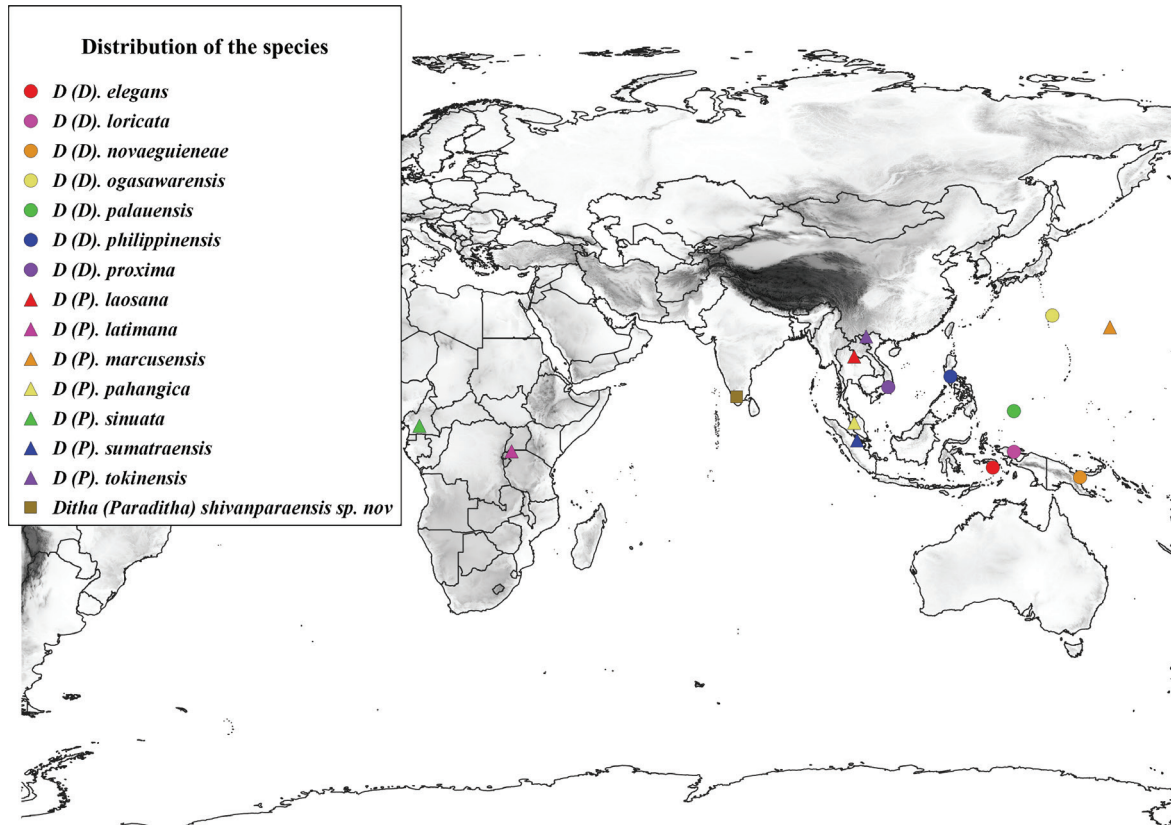 Distribution of the species
D (D). elegans
D (D). loricata
D (D). novaeguieneae
D (D). ogasawarensis
D (D). palauensis
D (D). philippinensis
D (D). proxima
D (P). laosana
D (P). latimana
D (P). marcusensis
D (P). pahangica
D (P). sinuata
D (P). sumatraensis
D (P). tokinensis
Ditha (Paraditha) shivanparaensis sp. nov